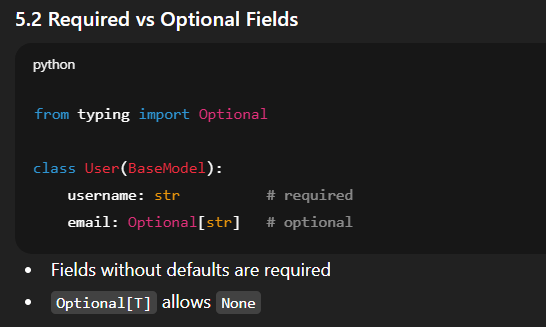 5.2 Required vs Optional Fields
python
from typing import Optional
class User(BaseModel):
    username: str          # required
    email: Optional[str]   # optional
• Fields without defaults are required
• Optional[T] allows None